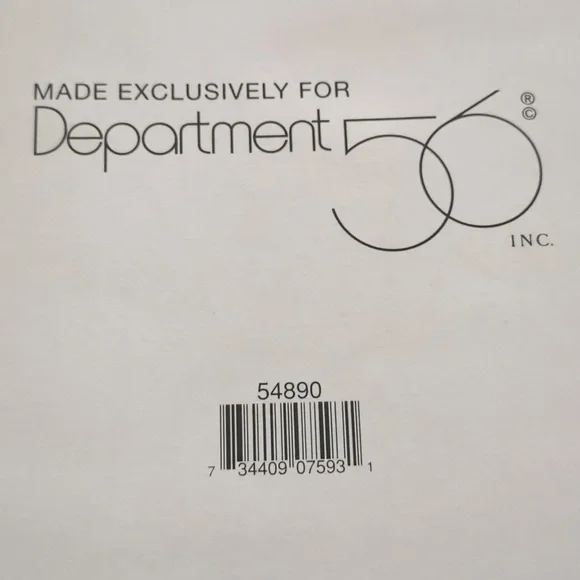 MADE EXCLUSIVELY FOR
Department 56 ® ©
INC.
54890
7 34409 07593 1